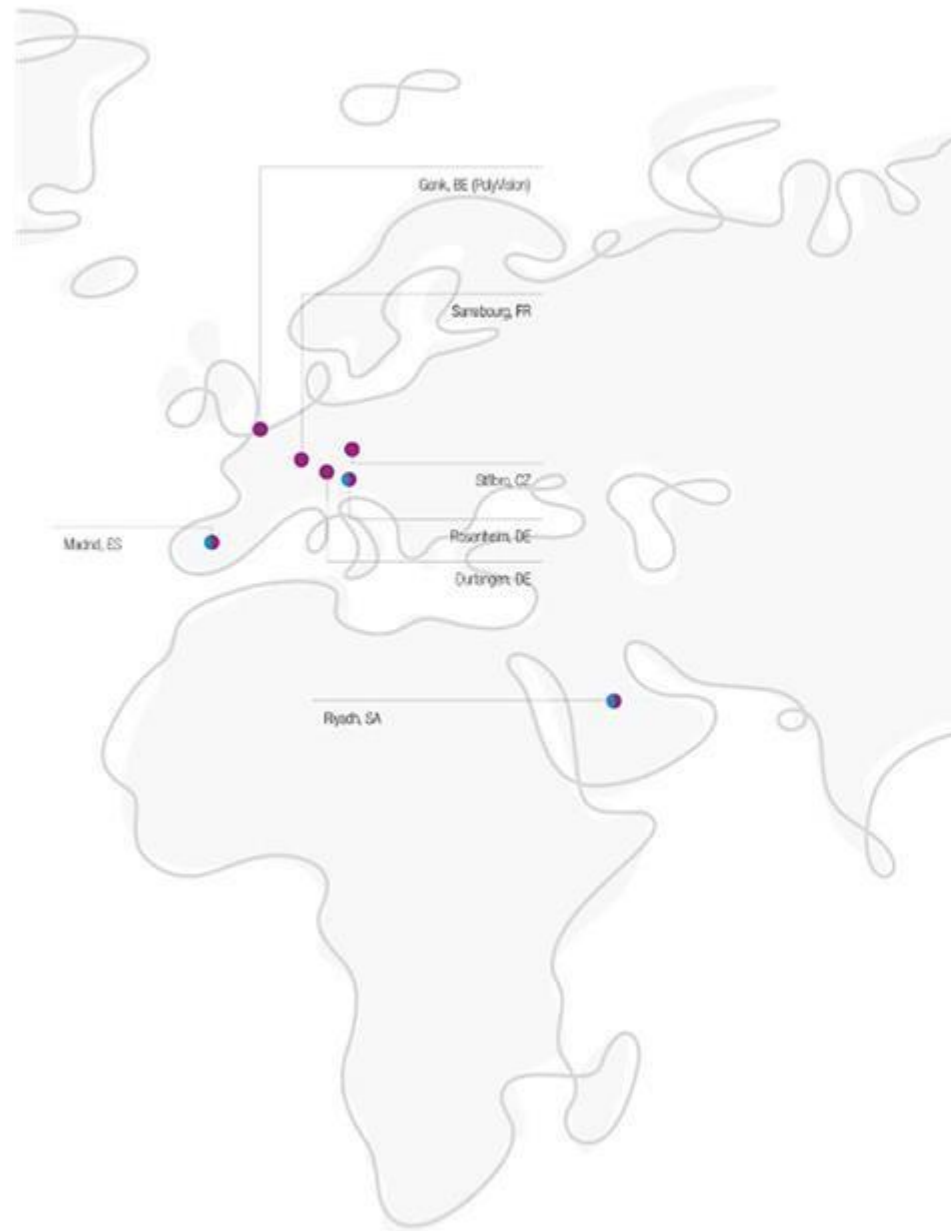 Genk, BE (PolyVision)
Sarrebourg, FR
Stříbro, CZ
Rosenheim, DE
Madrid, ES
Durlangen, DE
Riyadh, SA